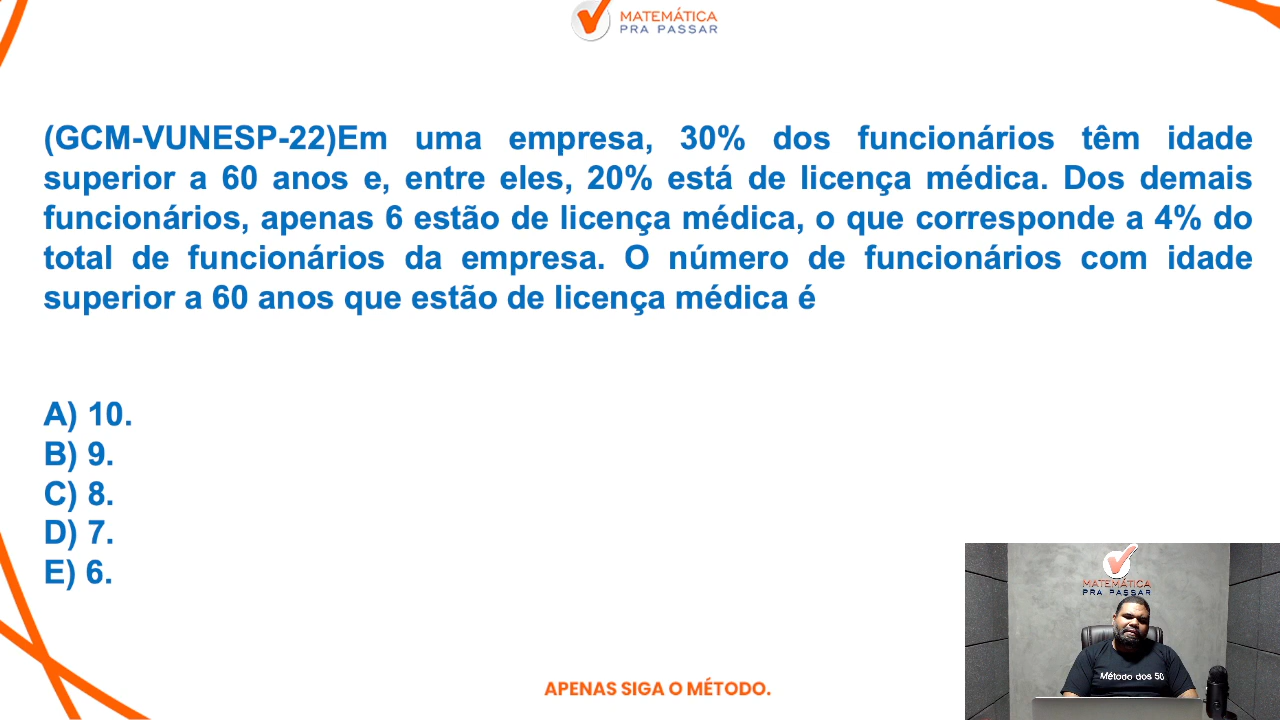 MATEMÁTICA
PRA PASSAR
(GCM-VUNESP-22)Em uma empresa, 30% dos funcionários têm idade
superior a 60 anos e, entre eles, 20% está de licença médica. Dos demais
funcionários, apenas 6 estão de licença médica, o que corresponde a 4% do
total de funcionários da empresa. O número de funcionários com idade
superior a 60 anos que estão de licença médica é
A) 10.
B) 9.
C) 8.
D) 7.
E) 6.
MATEMÁTICA
PRA PASSAR
Método dos 50
APENAS SIGA O MÉTODO.